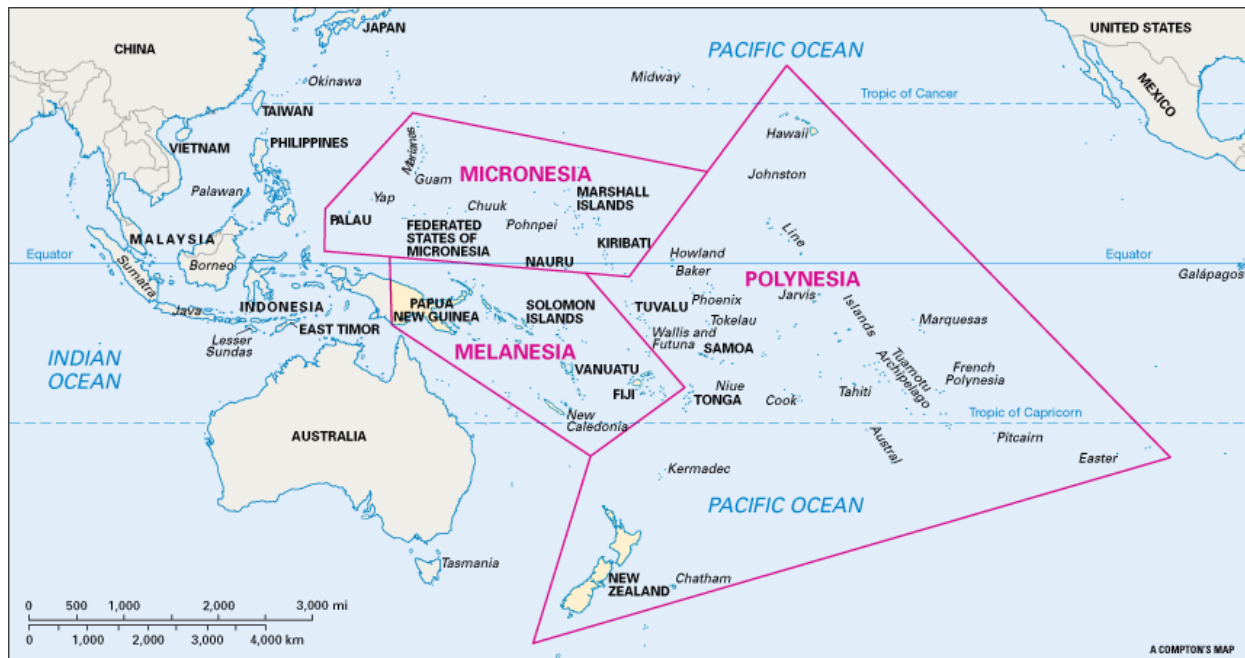 JAPAN
UNITED STATES
CHINA
PACIFIC OCEAN
Okinawa
Midway
MEXICO
Tropic of Cancer
TAIWAN
VIETNAM
PHILIPPINES
Hawaii
Marianas
MICRONESIA
Johnston
Guam
Palawan
Yap
MARSHALL
ISLANDS
Chuuk
PALAU
FEDERATED
STATES OF
MICRONESIA
Pohnpei
Line
Islands
MALAYSIA
KIRIBATI
Equator
Howland
Equator
Borneo
NAURU
Baker
Galápagos
Sumatra
POLYNESIA
Java
INDONESIA
PAPUA
NEW GUINEA
SOLOMON
ISLANDS
TUVALU
Phoenix
Jarvis
EAST TIMOR
Tokelau
Marquesas
Lesser
Sundas
Wallis and
Futuna
SAMOA
MELANESIA
INDIAN
OCEAN
VANUATU
Tuamotu
Archipelago
French
Polynesia
FIJI
Niue
TONGA
Cook
Tahiti
New
Caledonia
Tropic of Capricorn
AUSTRALIA
Austral
Pitcairn
Easter
Kermadec
PACIFIC OCEAN
Tasmania
NEW
ZEALAND
Chatham
0 500 1,000 2,000 3,000 mi
0 1,000 2,000 3,000 4,000 km
A COMPTON'S MAP